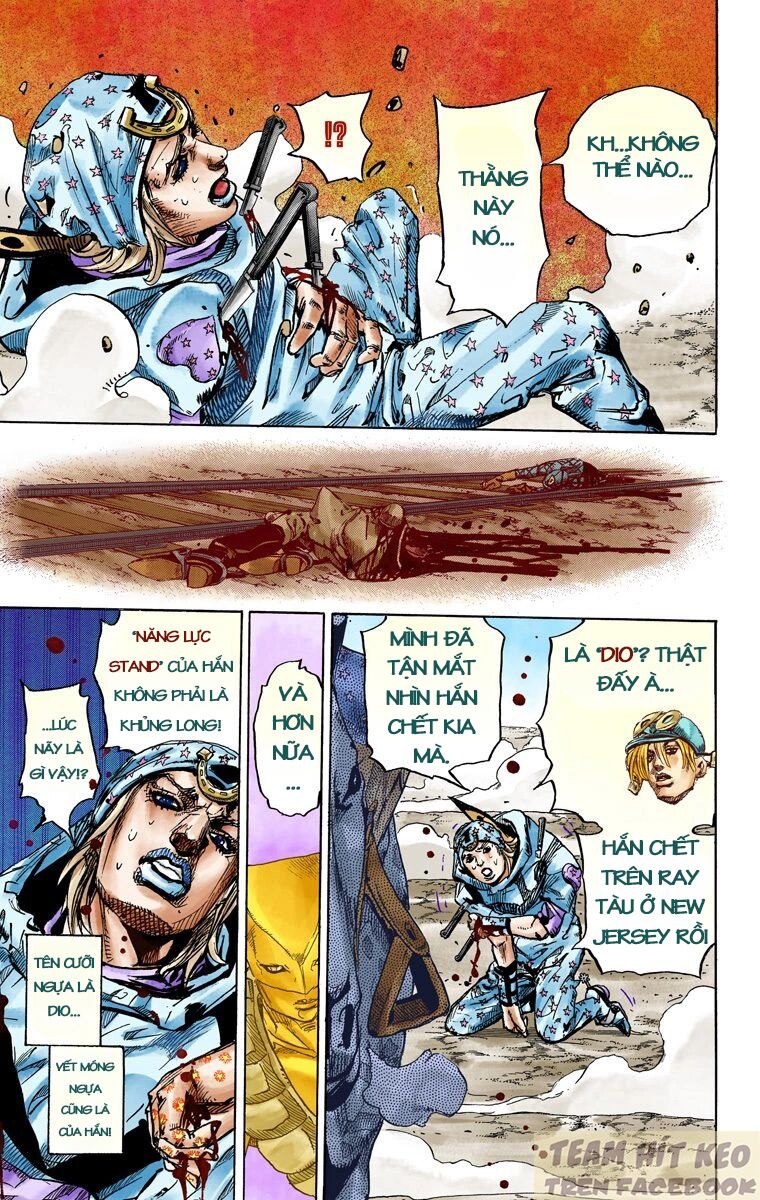 KH...KHÔNG
THỂ NÀO...
THẰNG
NÀY
NÓ...
!?
LÀ "DIO"? THẬT
ĐẤY À...
HẮN CHẾT
TRÊN RAY
TÀU Ở NEW
JERSEY RỒI
MÌNH ĐÃ
TẬN MẮT
NHÌN HẮN
CHẾT KIA
MÀ.
VÀ
HƠN
NỮA
...
"NĂNG LỰC
STAND" CỦA HẮN
KHÔNG PHẢI LÀ
KHỦNG LONG!
...LÚC
NÃY LÀ
GÌ VẬY!?
TÊN CƯỠI
NGỰA LÀ
DIO...
VẾT MÓNG
NGỰA
CŨNG LÀ
CỦA HẮN!
TEAM HÍT KEO
TRÊN FACEBOOK